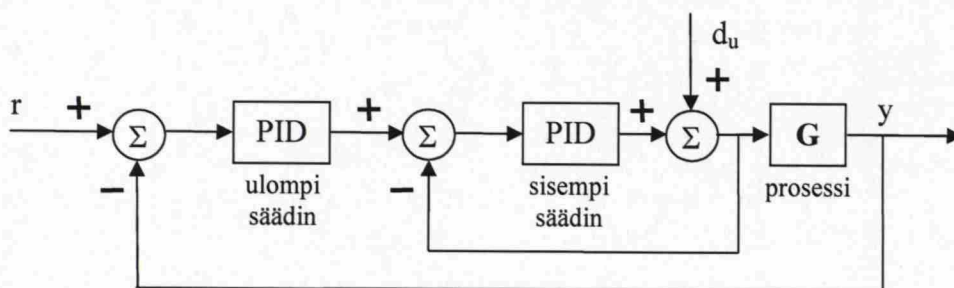 d_u
+
r
+
Σ
PID
+
Σ
PID
+
Σ
G
y
−
ulompi
säädin
−
sisempi
säädin
prosessi